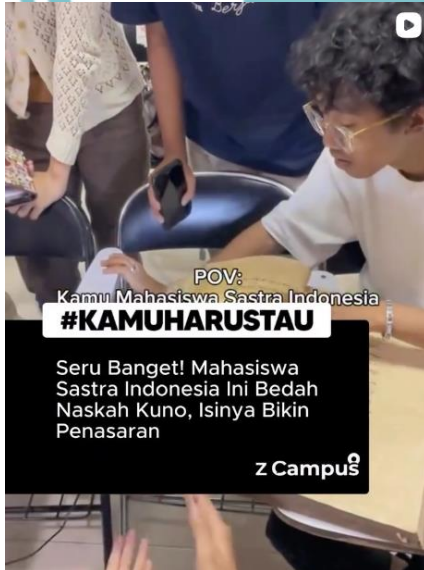 POV:
Kamu Mahasiswa Sastra Indonesia
#KAMUHARUSTAU
Seru Banget! Mahasiswa
Sastra Indonesia Ini Bedah
Naskah Kuno, Isinya Bikin
Penasaran
Z Campus